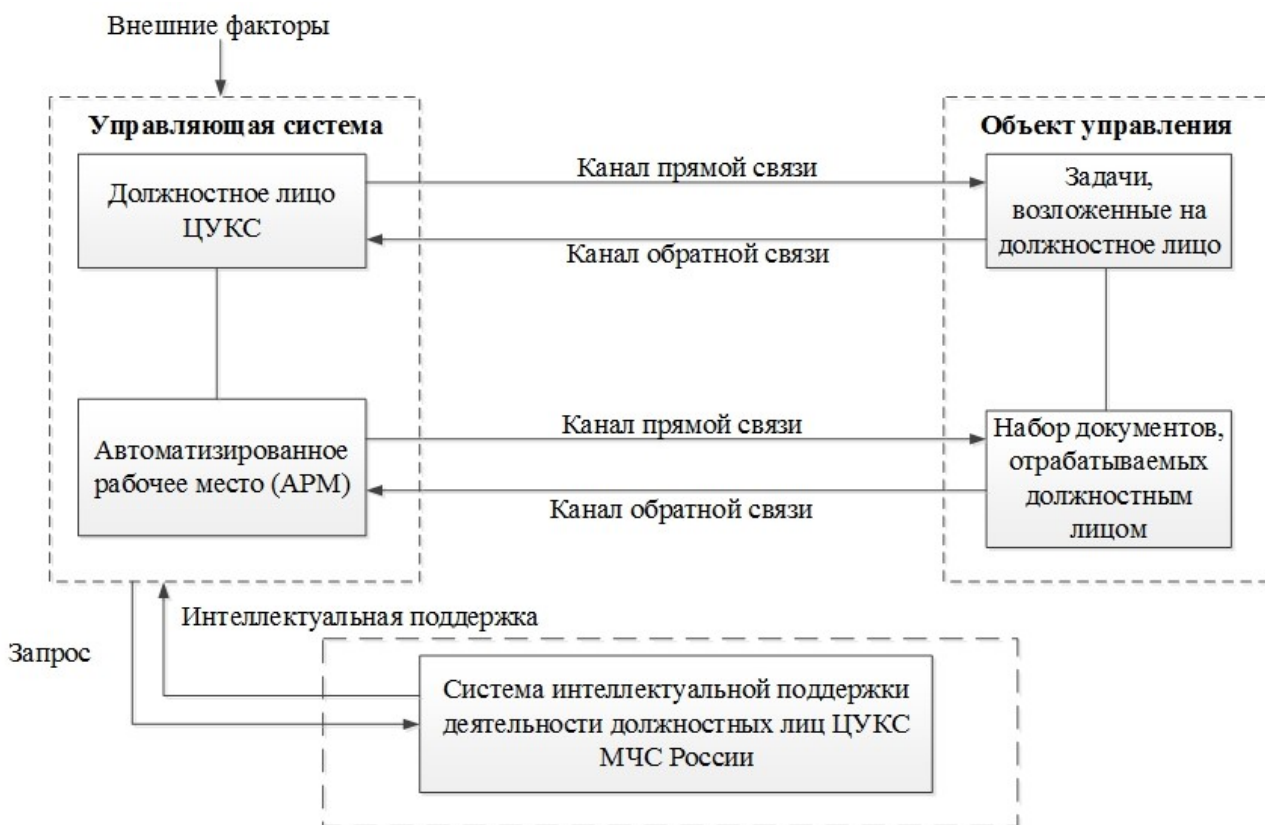 Внешние факторы
Управляющая система
Должностное лицо
ЦУКС
Автоматизированное
рабочее место (АРМ)
Канал прямой связи
Канал обратной связи
Канал прямой связи
Канал обратной связи
Объект управления
Задачи,
возложенные на
должностное лицо
Набор документов,
отрабатываемых
должностным
лицом
Интеллектуальная поддержка
Запрос
Система интеллектуальной поддержки
деятельности должностных лиц ЦУКС
МЧС России